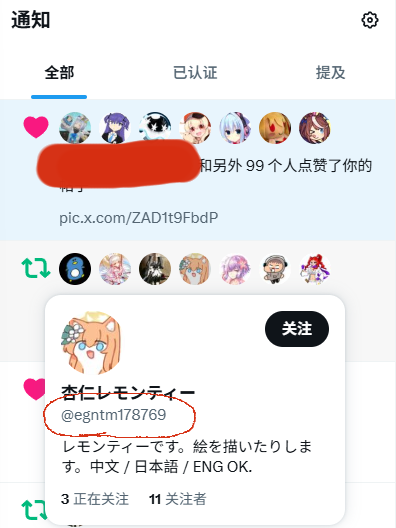 通知
全部
已认证
提及
和另外 99 个人点赞了你的
pic.x.com/ZAD1t9FbdP
关注
杏仁レモンティー
@egntm178769
レモンティーです。絵を描いたりしま
す。中文 / 日本語 / ENG OK.
3 正在关注
11 关注者